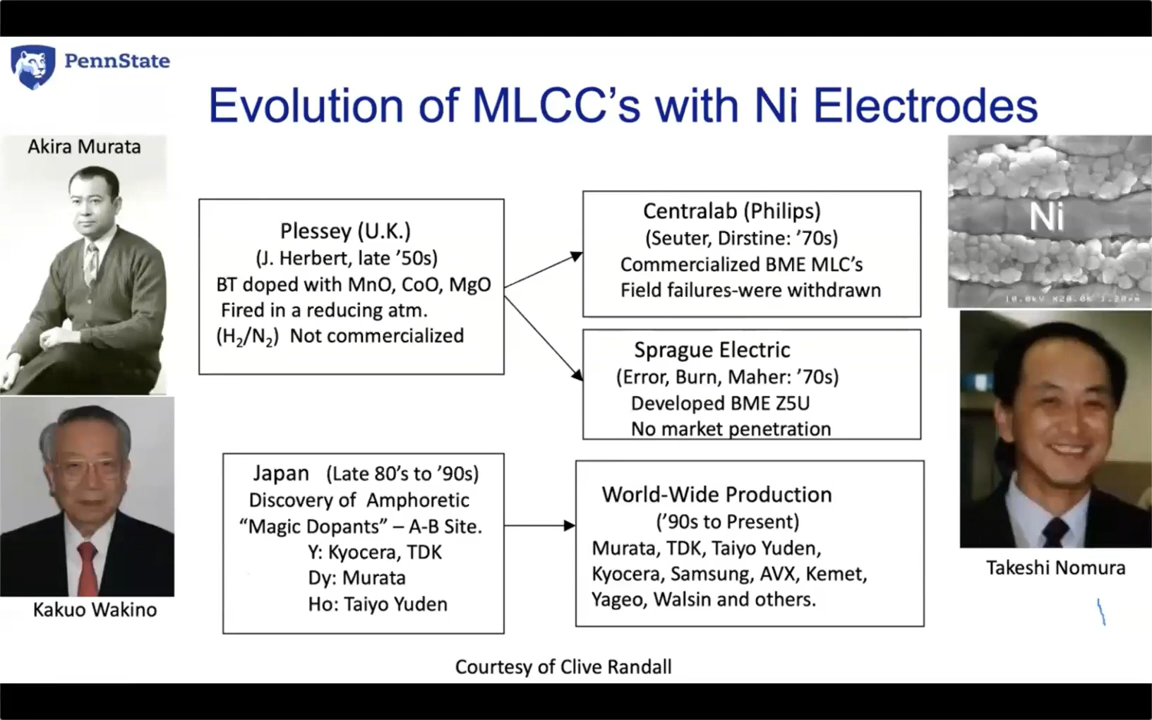 PennState
Evolution of MLCC's with Ni Electrodes
Akira Murata
Plessey (U.K.)
(J. Herbert, late '50s)
BT doped with MnO, CoO, MgO
Fired in a reducing atm.
(H₂/N₂) Not commercialized
Centralab (Philips)
(Seuter, Dirstine: '70s)
Commercialized BME MLC's
Field failures-were withdrawn
Ni
Sprague Electric
(Error, Burn, Maher: '70s)
Developed BME Z5U
No market penetration
Japan (Late 80's to '90s)
Discovery of Amphoretic
"Magic Dopants" – A-B Site.
Y: Kyocera, TDK
Dy: Murata
Ho: Taiyo Yuden
World-Wide Production
('90s to Present)
Murata, TDK, Taiyo Yuden,
Kyocera, Samsung, AVX, Kemet,
Yageo, Walsin and others.
Kakuo Wakino
Takeshi Nomura
Courtesy of Clive Randall